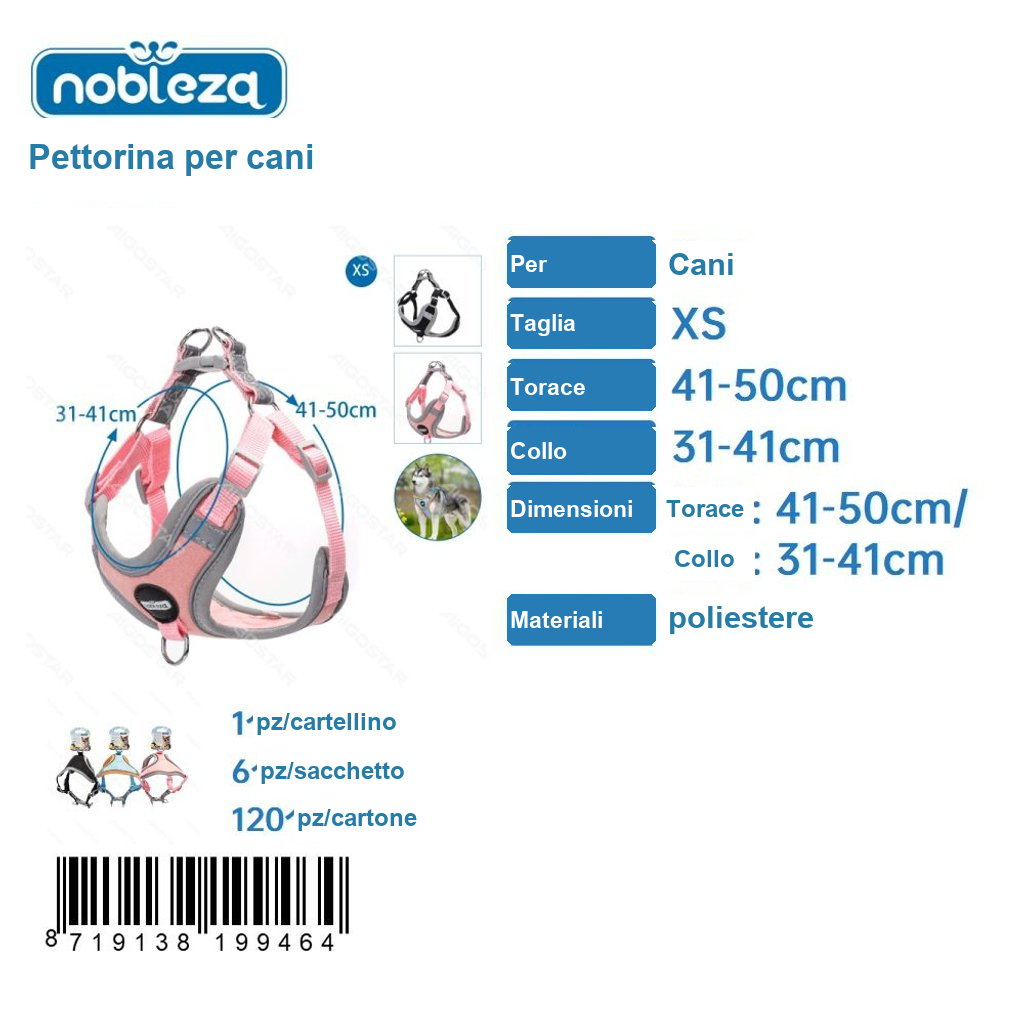 nobleza
Pettorina per cani
XS
31-41cm
41-50cm
nobleza
AIGOSTAR
Per Cani
Taglia XS
Torace 41-50cm
Collo 31-41cm
Dimensioni Torace : 41-50cm/
Collo : 31-41cm
Materiali poliestere
1 pz/cartellino
6 pz/sacchetto
120 pz/cartone
8 719138 199464